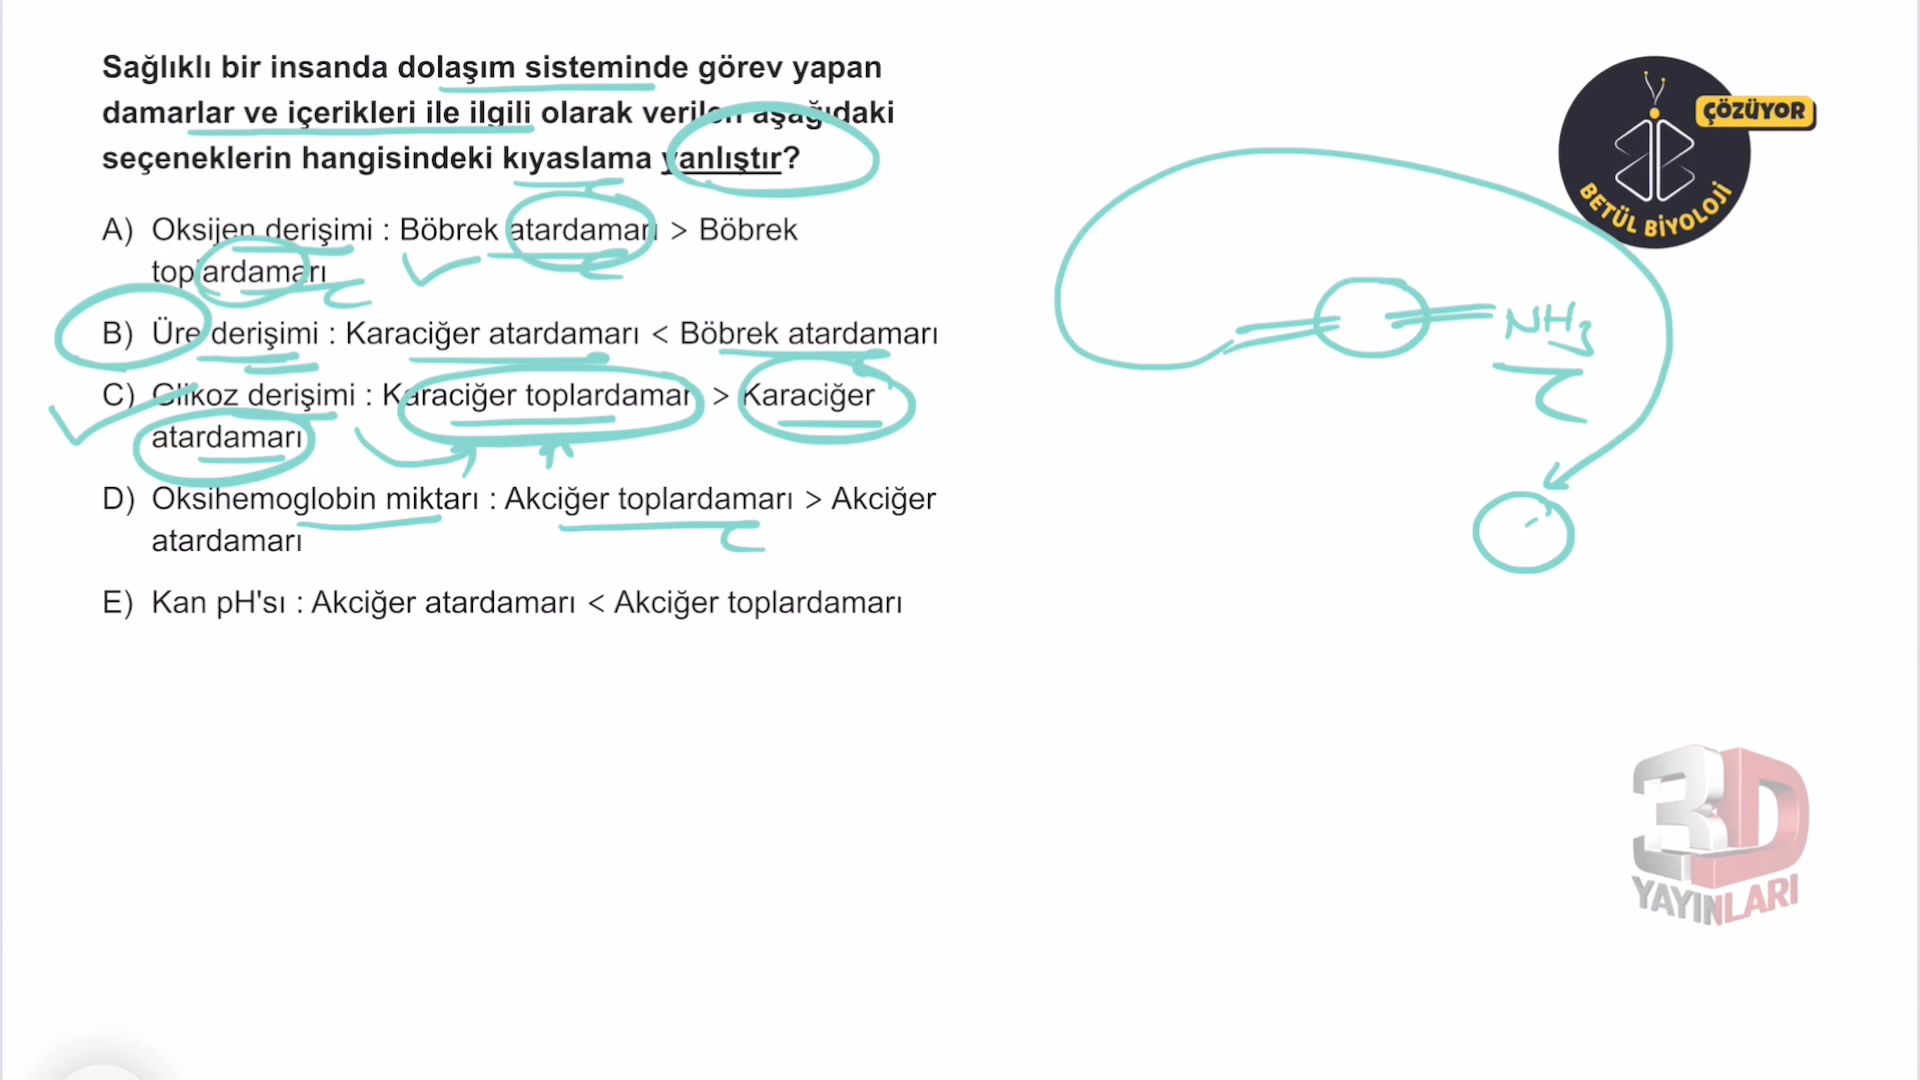 Sağlıklı bir insanda dolaşım sisteminde görev yapan
damarlar ve içerikleri ile ilgili olarak verilen aşağıdaki
seçeneklerin hangisindeki kıyaslama yanlıştır?
A) Oksijen derişimi : Böbrek atardamarı > Böbrek
toplardamarı
B) Üre derişimi : Karaciğer atardamarı < Böbrek atardamarı
C) Glikoz derişimi : Karaciğer toplardamarı > Karaciğer
atardamarı
D) Oksihemoglobin miktarı : Akciğer toplardamarı > Akciğer
atardamarı
E) Kan pH'sı : Akciğer atardamarı < Akciğer toplardamarı
NH3
ÇÖZÜYOR
BETÜL BİYOLOJİ
3D
YAYINLARI